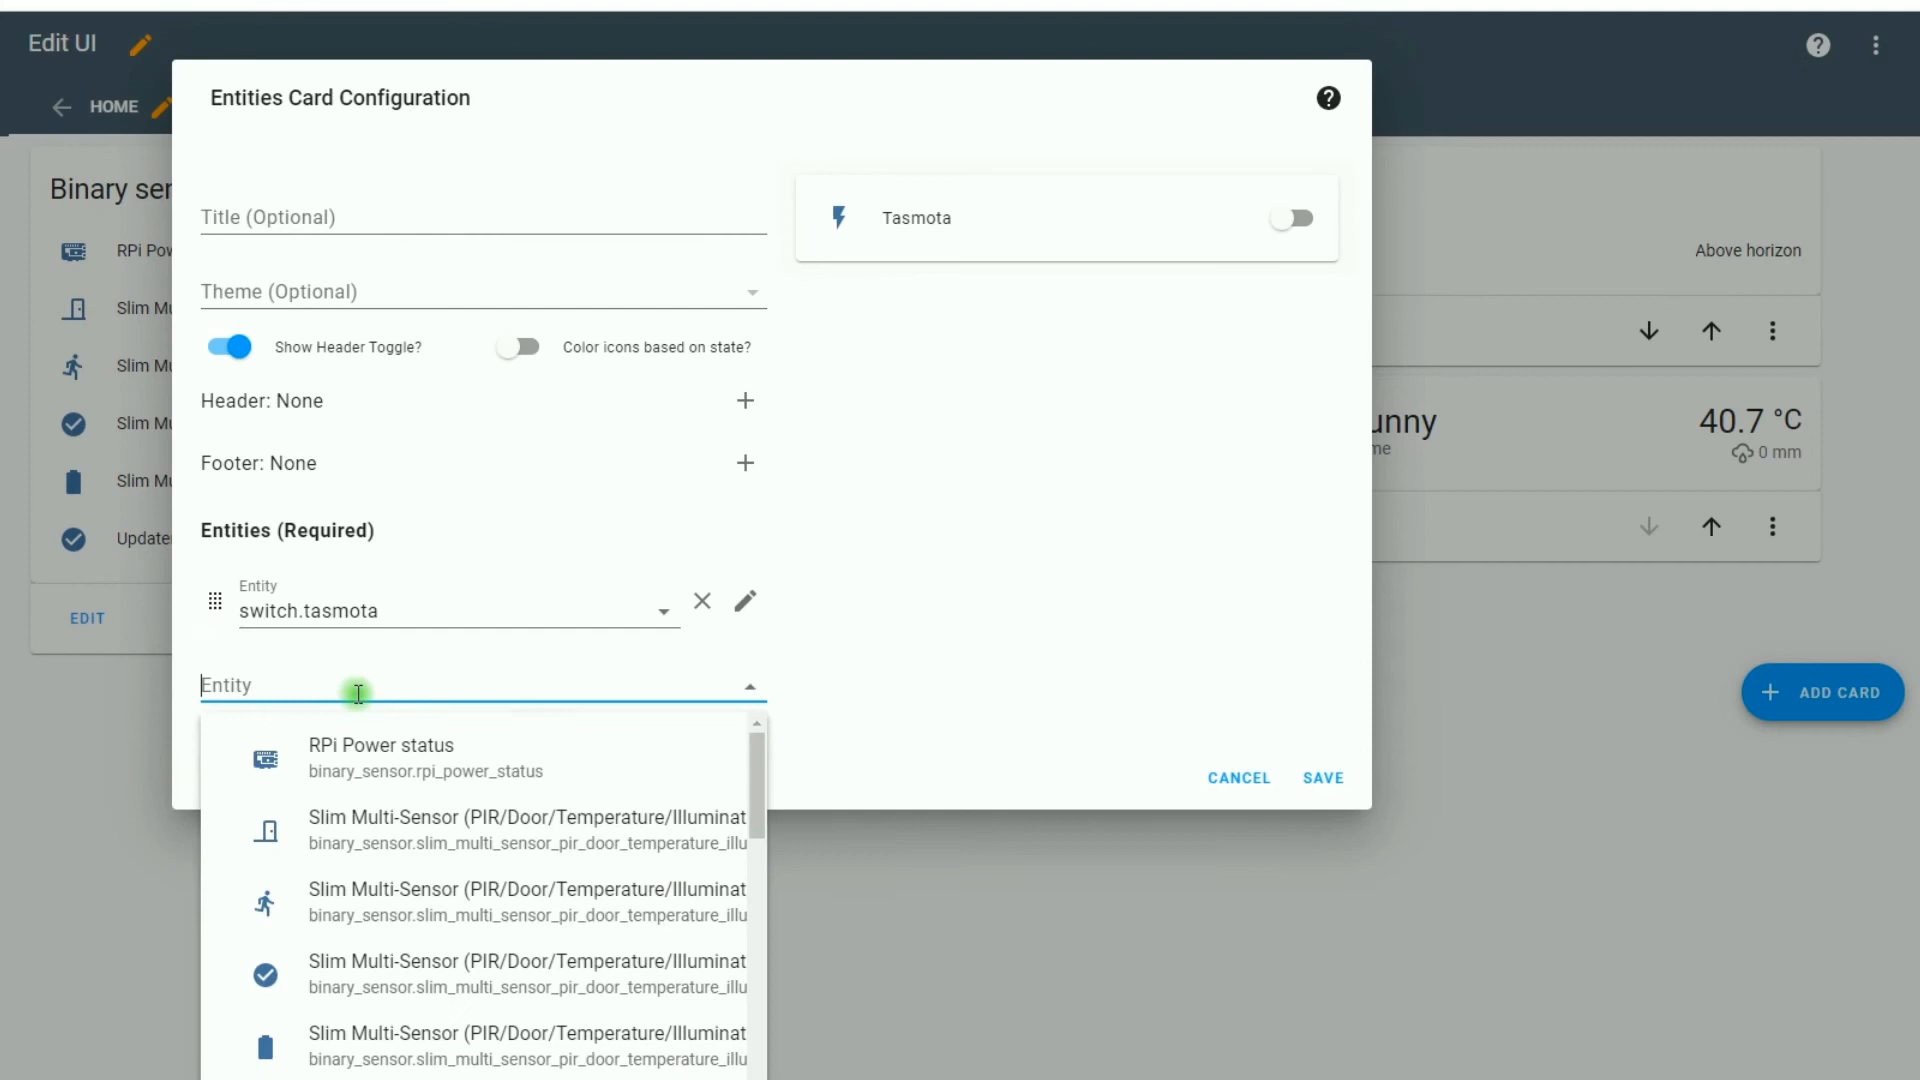 Edit UI
HOME
Entities Card Configuration
Binary ser
Title (Optional)
Tasmota
RPi Pow
Above horizon
Theme (Optional)
Slim Mu
Show Header Toggle?
Color icons based on state?
Slim Mu
Header: None
Slim Mu
unny
40.7 °C
me
0 mm
Footer: None
Slim Mu
Entities (Required)
Update
Entity
switch.tasmota
EDIT
Entity
ADD CARD
RPi Power status
binary_sensor.rpi_power_status
CANCEL
SAVE
Slim Multi-Sensor (PIR/Door/Temperature/Illuminat
binary_sensor.slim_multi_sensor_pir_door_temperature_illu
Slim Multi-Sensor (PIR/Door/Temperature/Illuminat
binary_sensor.slim_multi_sensor_pir_door_temperature_illu
Slim Multi-Sensor (PIR/Door/Temperature/Illuminat
binary_sensor.slim_multi_sensor_pir_door_temperature_illu
Slim Multi-Sensor (PIR/Door/Temperature/Illuminat
binary_sensor.slim_multi_sensor_pir_door_temperature_illu